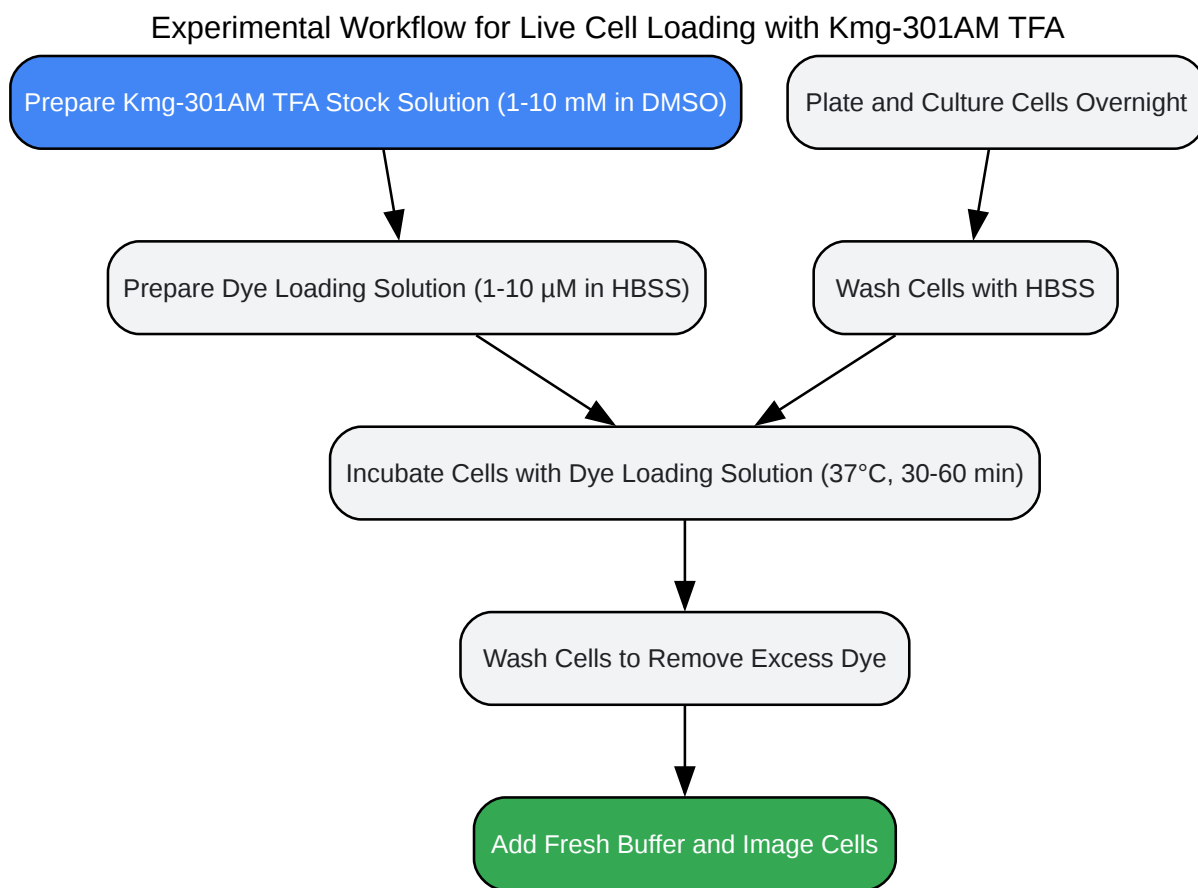 Experimental Workflow for Live Cell Loading with Kmg-301AM TFA
Prepare Kmg-301AM TFA Stock Solution (1-10 mM in DMSO)
Plate and Culture Cells Overnight
Prepare Dye Loading Solution (1-10 µM in HBSS)
Wash Cells with HBSS
Incubate Cells with Dye Loading Solution (37°C, 30-60 min)
Wash Cells to Remove Excess Dye
Add Fresh Buffer and Image Cells